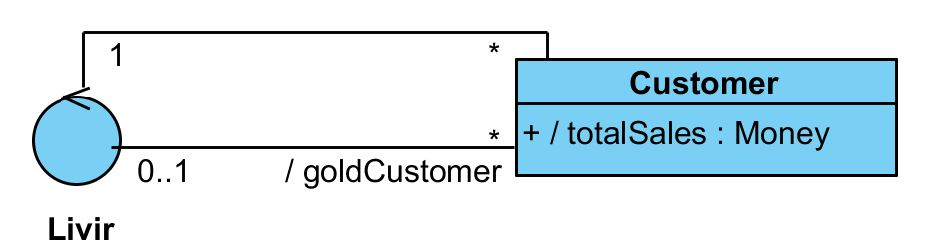 1 *
Customer
+ / totalSales : Money
*
0..1 / goldCustomer
Livir